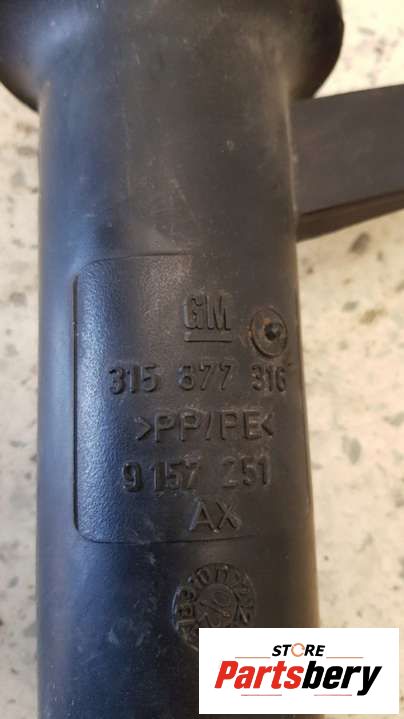 GM
315 877 316
>PP/PE<
9 157 251
AX
STORE
Partsbery